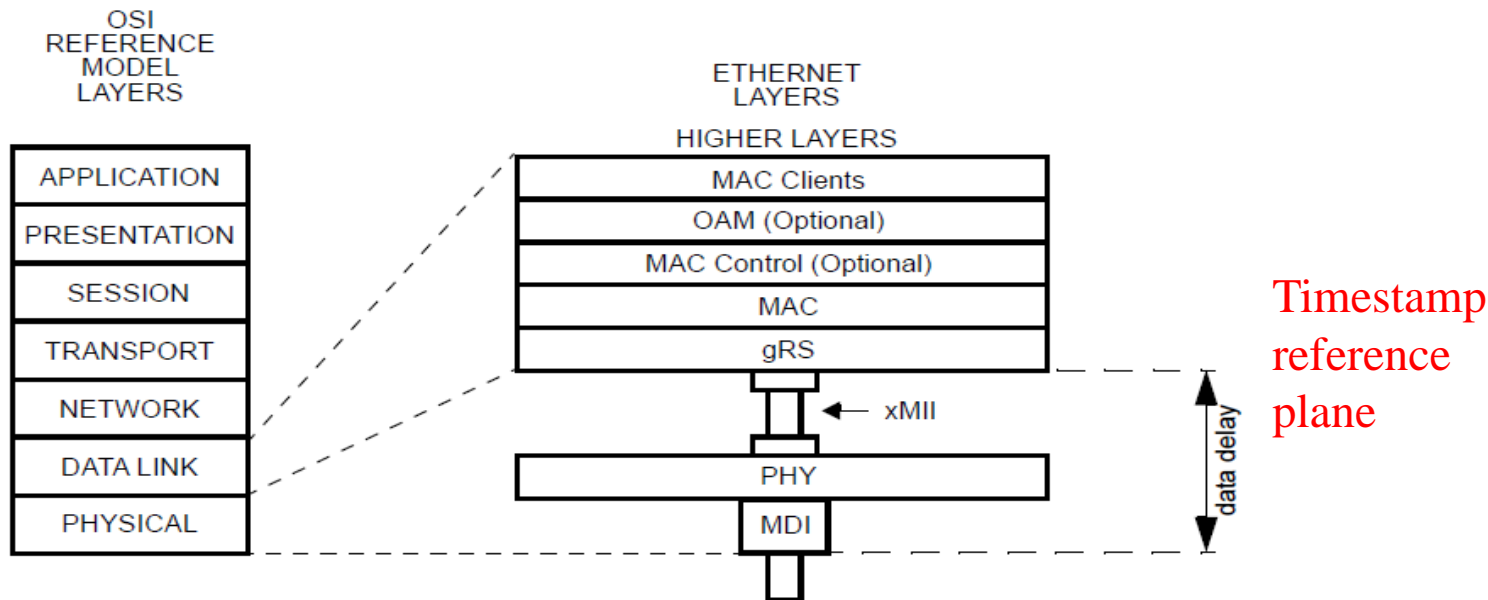 OSI
REFERENCE
MODEL
LAYERS
APPLICATION
PRESENTATION
SESSION
TRANSPORT
NETWORK
DATA LINK
PHYSICAL
ETHERNET
LAYERS
HIGHER LAYERS
MAC Clients
OAM (Optional)
MAC Control (Optional)
MAC
gRS
xMII
PHY
MDI
data delay
Timestamp
reference
plane